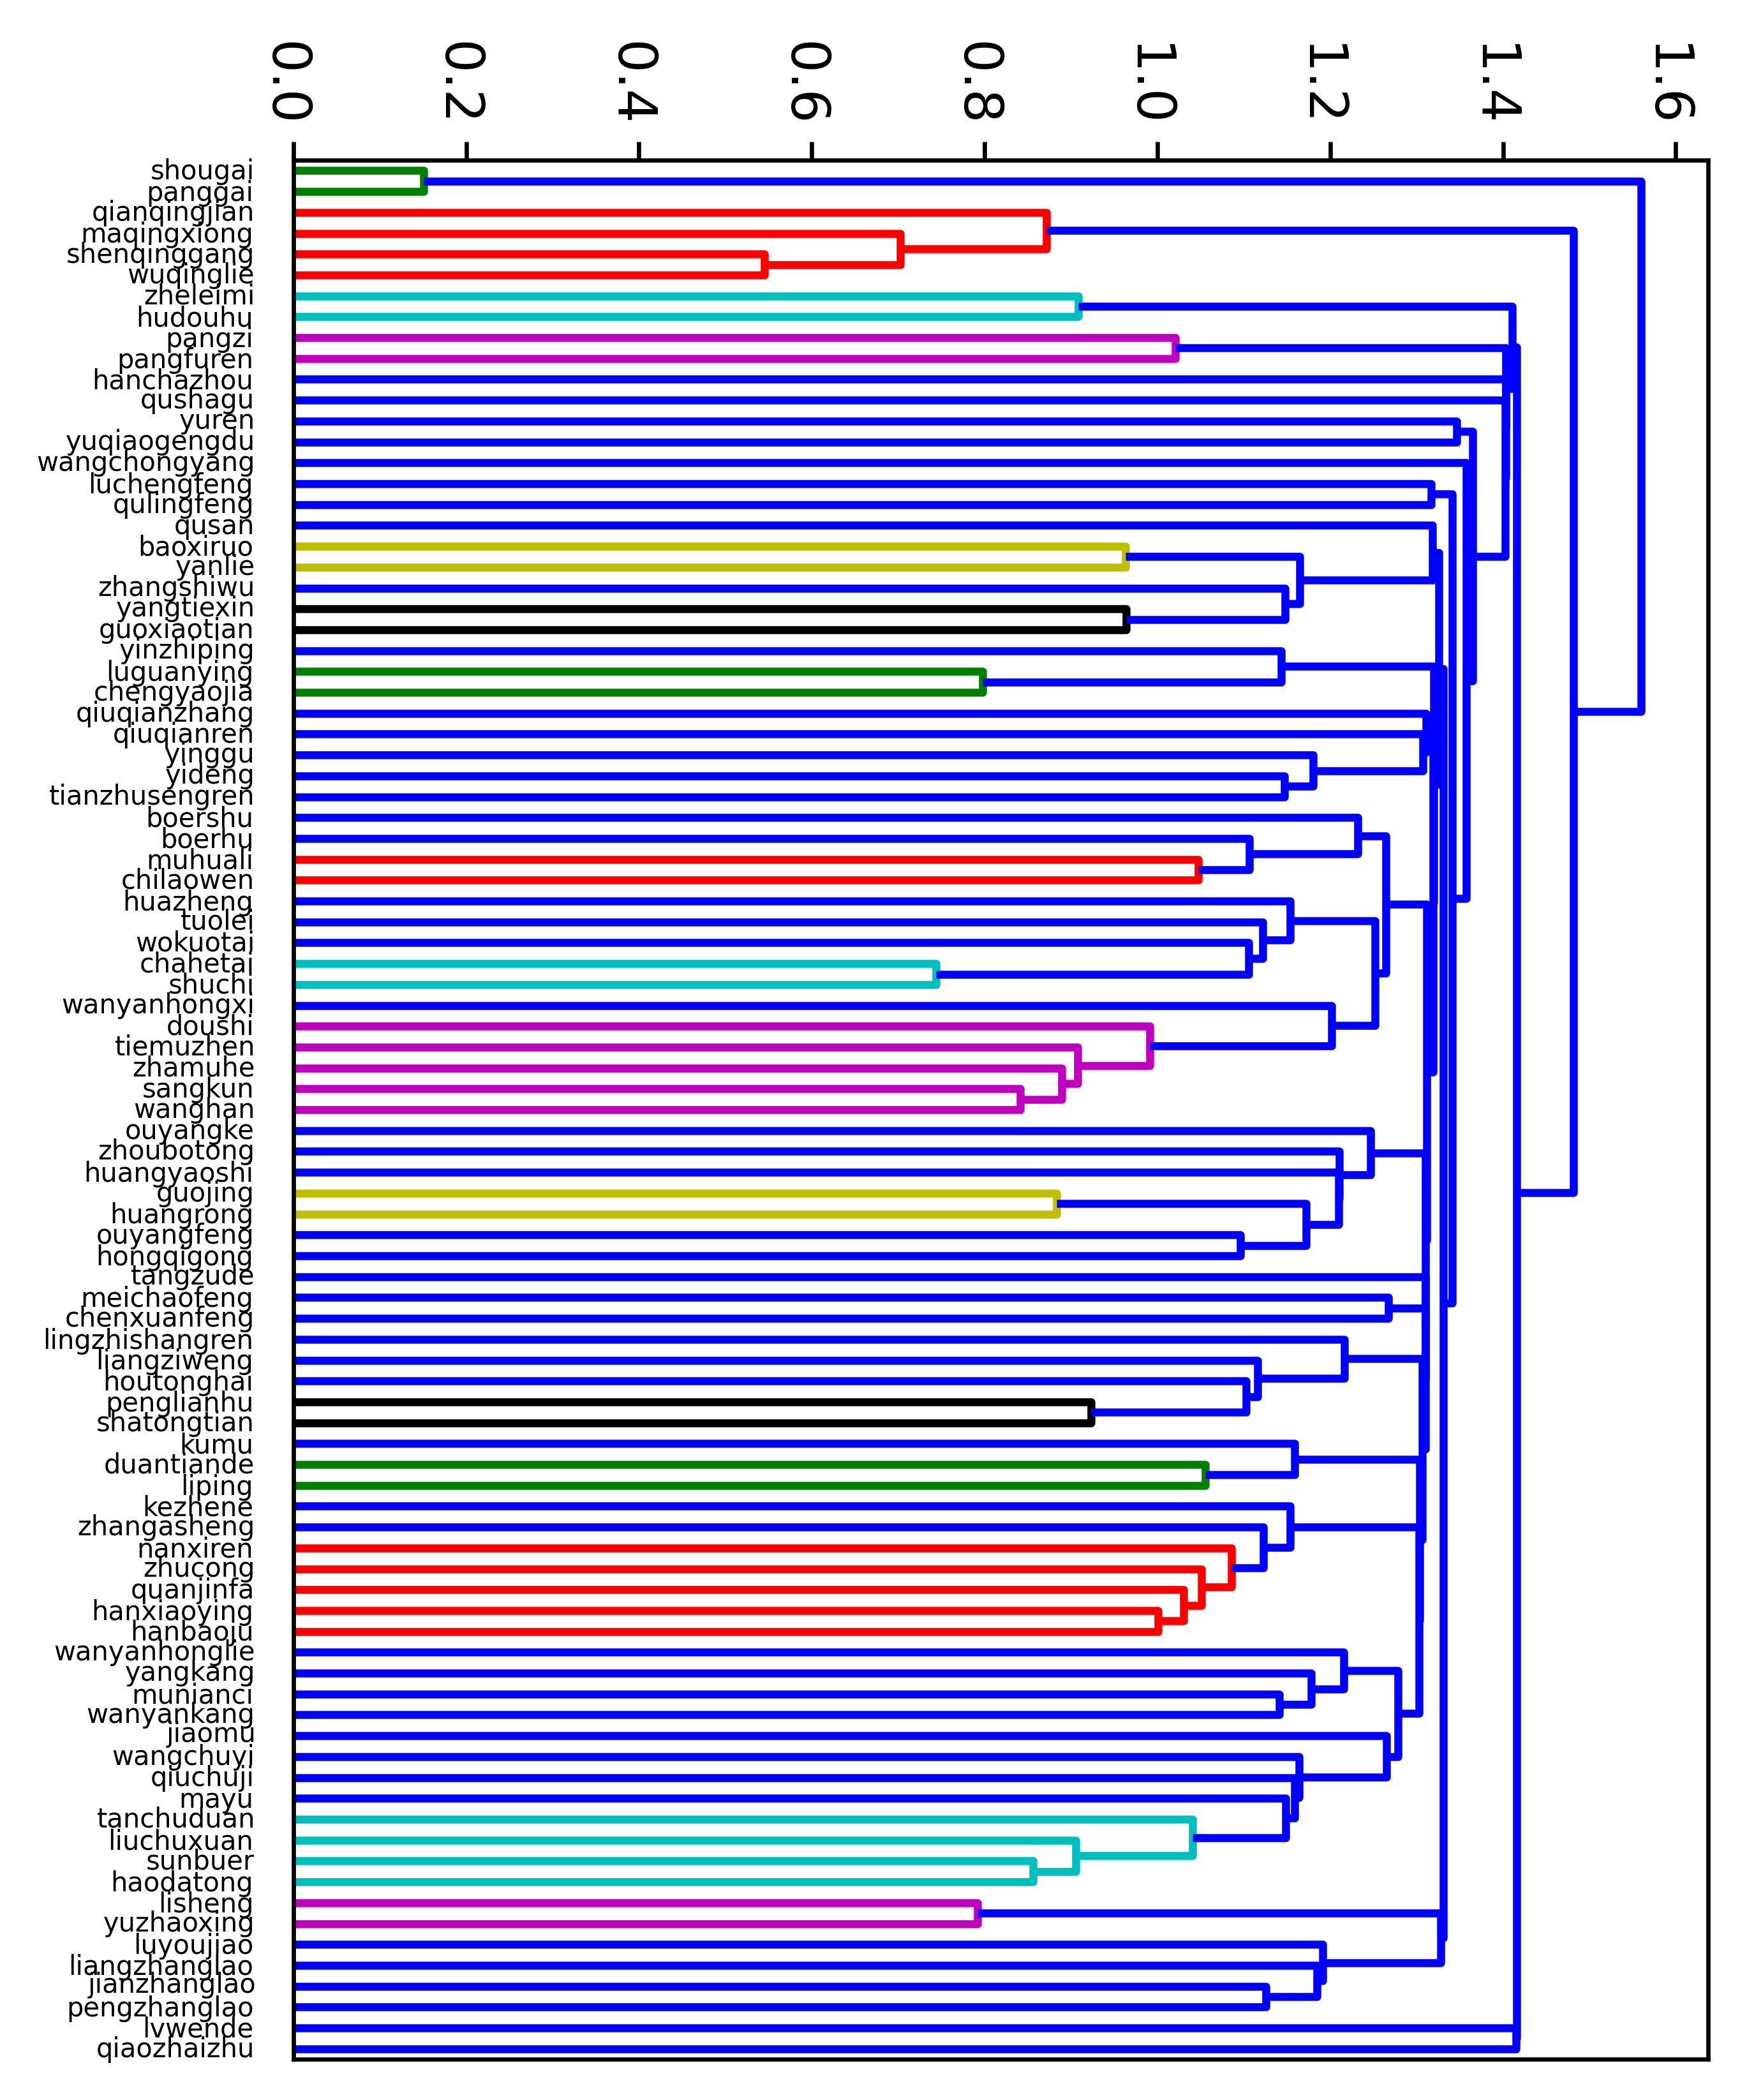 0.0
0.2
0.4
0.6
0.8
1.0
1.2
1.4
1.6
shougai
panggai
qianqingjian
maqingxiong
shenqinggang
wuqinglie
zheleimi
hudouhu
pangzi
pangfuren
hanchazhou
qushagu
yuren
yuqiaogengdu
wangchongyang
luchengfeng
qulingfeng
qusan
baoxiruo
yanlie
zhangshiwu
yangtiexin
guoxiaotian
yinzhiping
luguanying
chengyaojia
qiuqianzhang
qiuqianren
yinggu
yideng
tianzhusengren
boershu
boerhu
muhuali
chilaowen
huazheng
tuolei
wokuotai
chahetai
shuchi
wanyanhongxi
doushi
tiemuzhen
zhamuhe
sangkun
wanghan
ouyangke
zhoubotong
huangyaoshi
guojing
huangrong
ouyangfeng
hongqigong
tangzude
meichaofeng
chenxuanfeng
lingzhishangren
liangziweng
houtonghai
penglianhu
shatongtian
kumu
duantiande
liping
kezhene
zhangasheng
nanxiren
zhucong
quanjinfa
hanxiaoying
hanbaoju
wanyanhonglie
yangkang
munianci
wanyankang
jiaomu
wangchuyi
qiuchuji
mayu
tanchuduan
liuchuxuan
sunbuer
haodatong
lisheng
yuzhaoxing
luyoujiao
liangzhanglao
jianzhanglao
pengzhanglao
lvwende
qiaozhaizhu